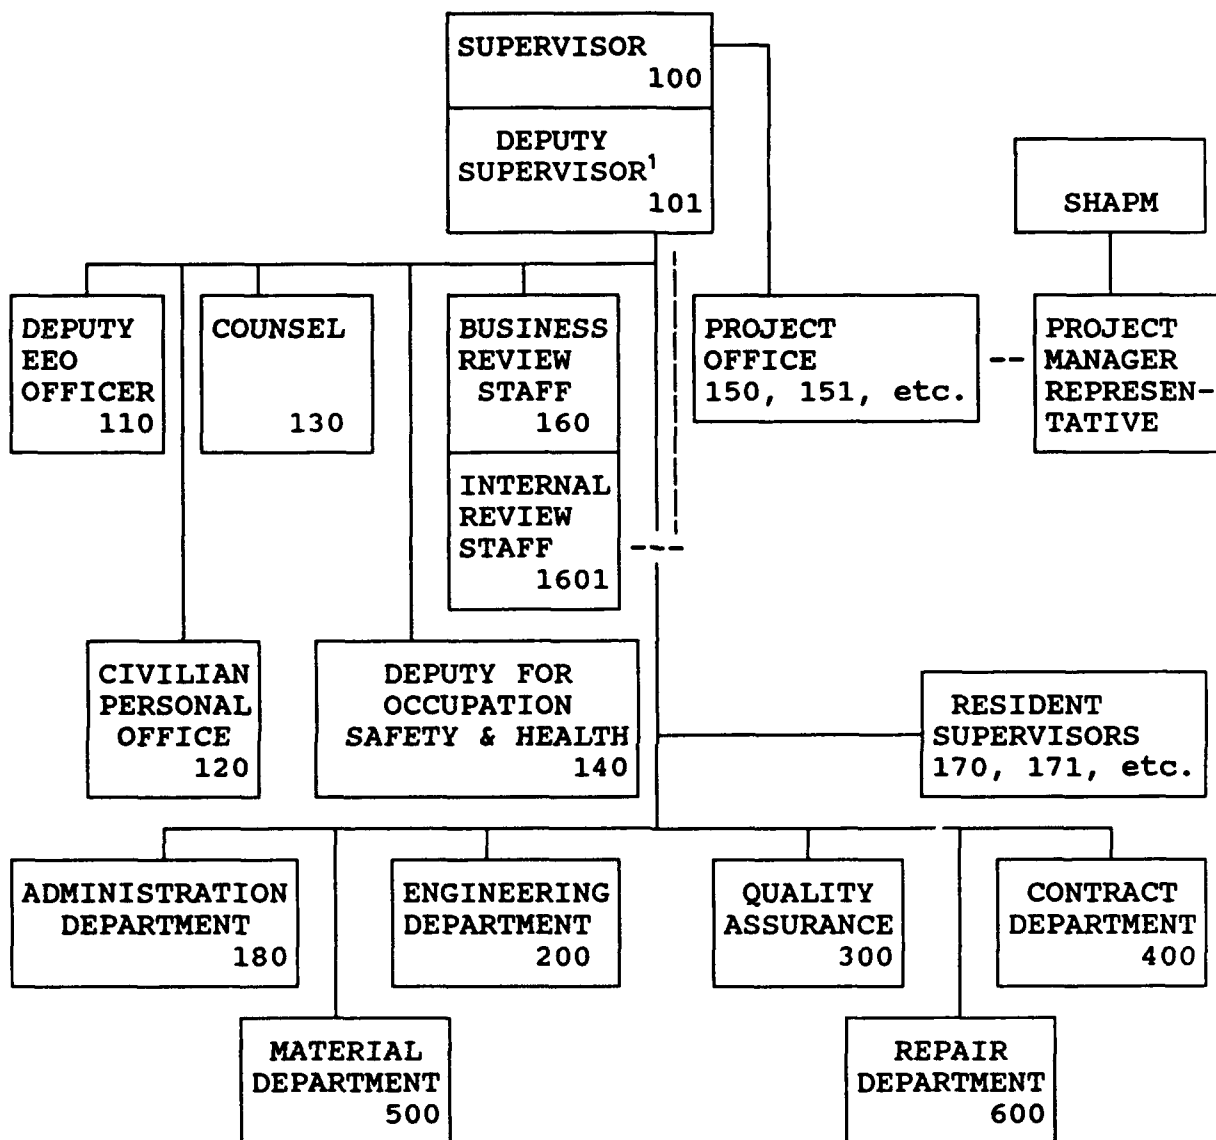 SUPERVISOR
100
DEPUTY
SUPERVISOR¹
101
SHAPM
DEPUTY
EEO
OFFICER
110
COUNSEL
130
BUSINESS
REVIEW
STAFF
160
INTERNAL
REVIEW
STAFF
1601
PROJECT
OFFICE
150, 151, etc.
PROJECT
MANAGER
REPRESEN-
TATIVE
CIVILIAN
PERSONAL
OFFICE
120
DEPUTY FOR
OCCUPATION
SAFETY & HEALTH
140
RESIDENT
SUPERVISORS
170, 171, etc.
ADMINISTRATION
DEPARTMENT
180
ENGINEERING
DEPARTMENT
200
QUALITY
ASSURANCE
300
CONTRACT
DEPARTMENT
400
MATERIAL
DEPARTMENT
500
REPAIR
DEPARTMENT
600